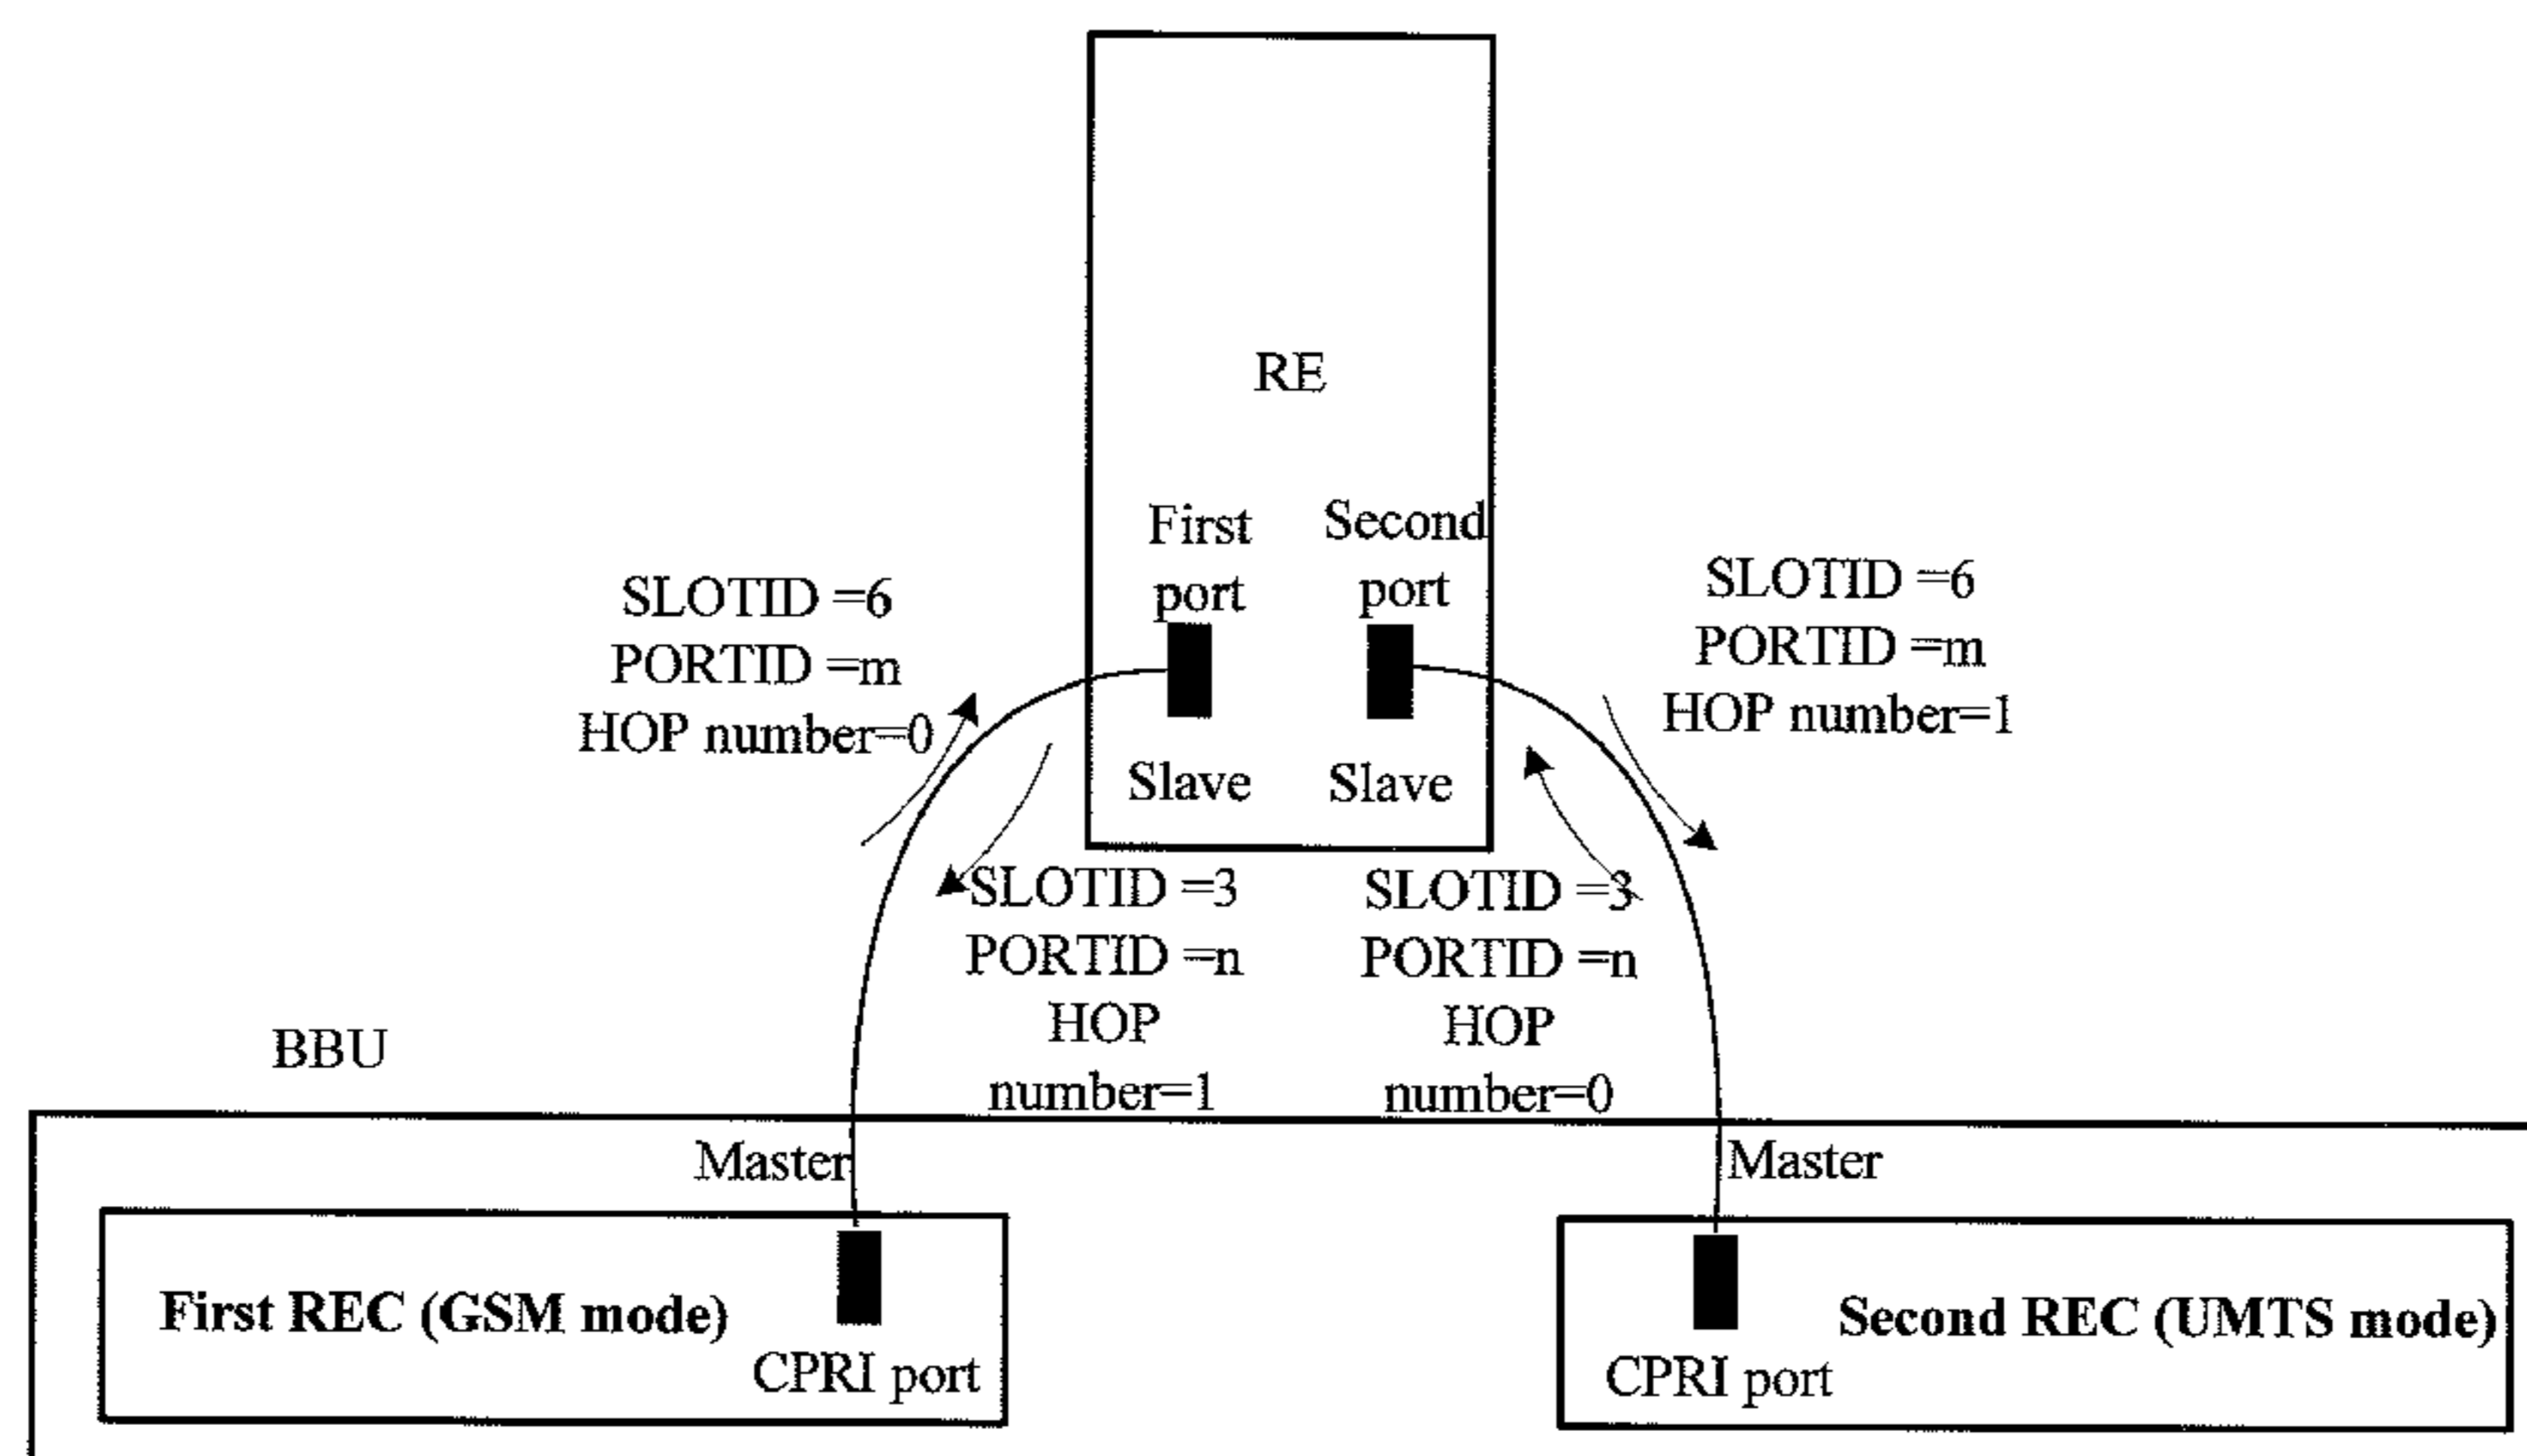 RE
First
port
Second
port
SLOTID =6
PORTID =m
HOP number=0
SLOTID =6
PORTID =m
HOP number=1
Slave
Slave
SLOTID =3
PORTID =n
HOP
number=1
SLOTID =3
PORTID =n
HOP
number=0
BBU
Master
Master
First REC (GSM mode)
CPRI port
Second REC (UMTS mode)
CPRI port